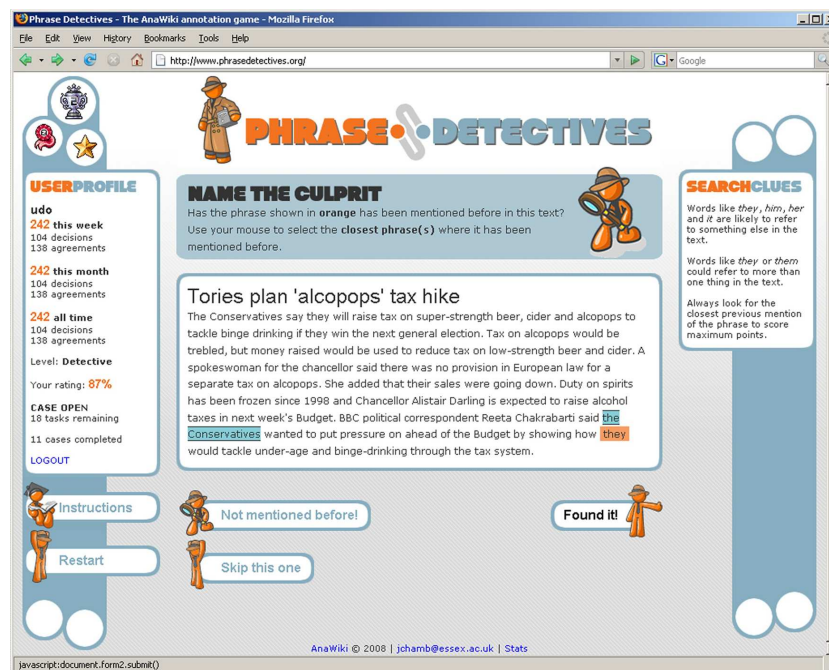 Phrase Detectives - The AnaWiki annotation game - Mozilla Firefox
File Edit View History Bookmarks Tools Help
http://www.phrasedetectives.org/
Google
PHRASE DETECTIVES
USERPROFILE
udo
242 this week
104 decisions
138 agreements
242 this month
104 decisions
138 agreements
242 all time
104 decisions
138 agreements
Level: Detective
Your rating: 87%
CASE OPEN
18 tasks remaining
11 cases completed
LOGOUT
Instructions
Restart
NAME THE CULPRIT
Has the phrase shown in orange has been mentioned before in this text?
Use your mouse to select the closest phrase(s) where it has been
mentioned before.
Tories plan 'alcopops' tax hike
The Conservatives say they will raise tax on super-strength beer, cider and alcopops to
tackle binge drinking if they win the next general election. Tax on alcopops would be
trebled, but money raised would be used to reduce tax on low-strength beer and cider. A
spokeswoman for the chancellor said there was no provision in European law for a
separate tax on alcopops. She added that their sales were going down. Duty on spirits
has been frozen since 1998 and Chancellor Alistair Darling is expected to raise alcohol
taxes in next week's Budget. BBC political correspondent Reeta Chakrabarti said the
Conservatives wanted to put pressure on ahead of the Budget by showing how they
would tackle under-age and binge-drinking through the tax system.
Not mentioned before!
Found it!
Skip this one
SEARCHCLUES
Words like they, him, her
and it are likely to refer
to something else in the
text.
Words like they or them
could refer to more than
one thing in the text.
Always look for the
closest previous mention
of the phrase to score
maximum points.
AnaWiki © 2008 | jchamb@essex.ac.uk | Stats
javascript:document.form2.submit()